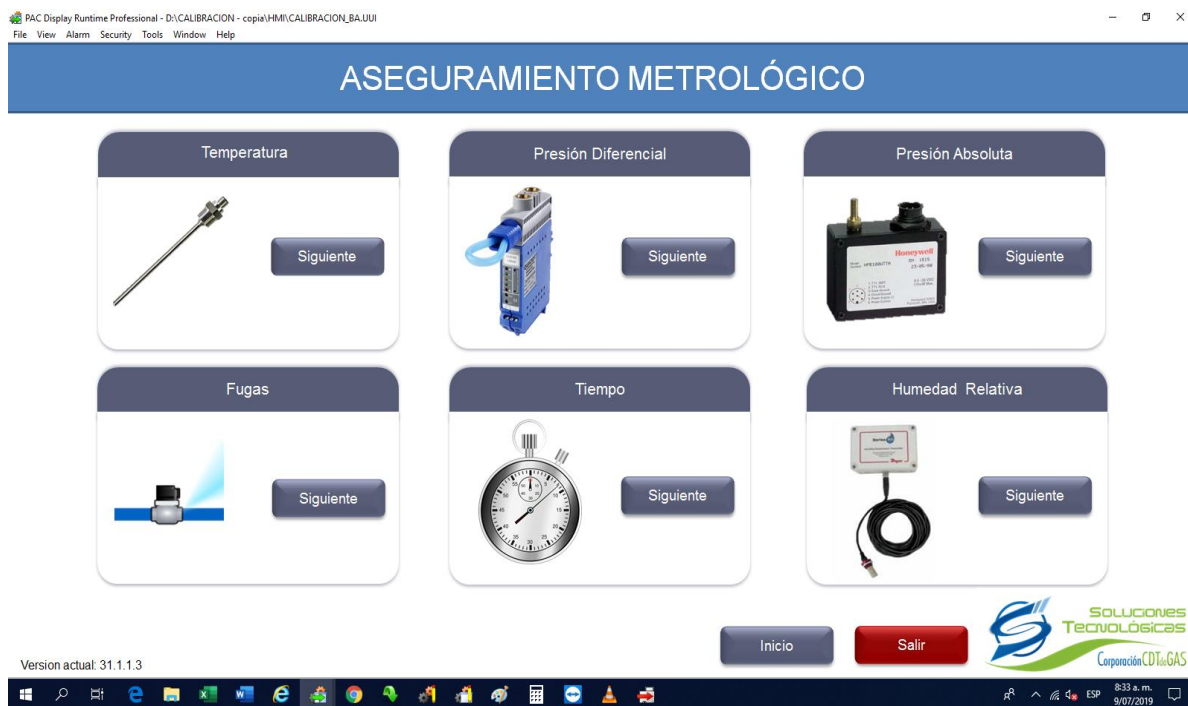 PAC Display Runtime Professional - D:\CALIBRACION - copia\HMI\CALIBRACION_BA.UUI
File View Alarm Security Tools Window Help
ASEGURAMIENTO METROLÓGICO
Temperatura
Siguiente
Presión Diferencial
Siguiente
Presión Absoluta
Honeywell
Siguiente
Fugas
Siguiente
Tiempo
Siguiente
Humedad Relativa
Siguiente
Inicio
Salir
Soluciones
Tecnológicas
Corporación CDT de GAS
Version actual: 31.1.1.3
ESP
8:33 a. m.
9/07/2019